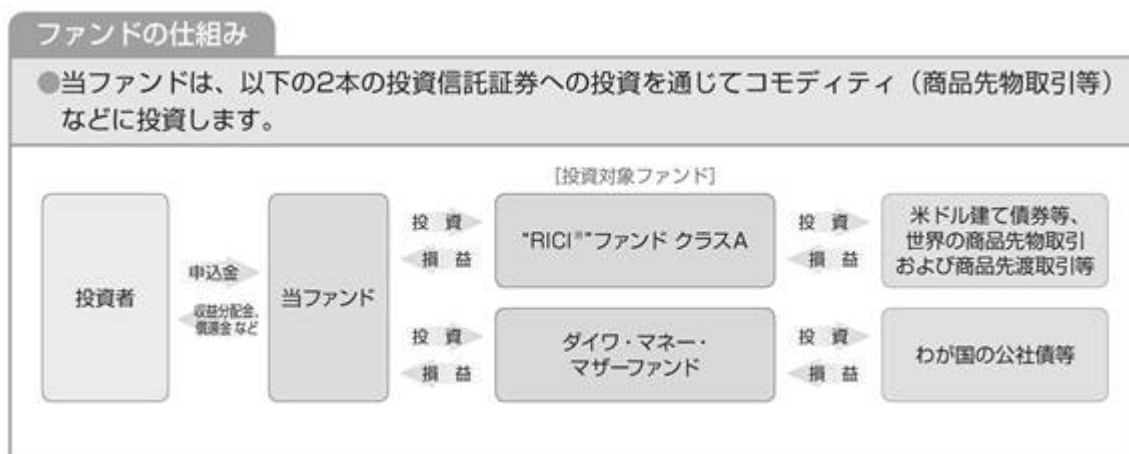 ファンドの仕組み
●当ファンドは、以下の2本の投資信託証券への投資を通じてコモディティ（商品先物取引等）
などに投資します。
［投資対象ファンド］
投資者
申込金
収益分配金、
償還金 など
当ファンド
投 資
損 益
"RICI®"ファンド クラスA
投 資
損 益
米ドル建て債券等、
世界の商品先物取引
および商品先渡取引等
投 資
損 益
ダイワ・マネー・
マザーファンド
投 資
損 益
わが国の公社債等